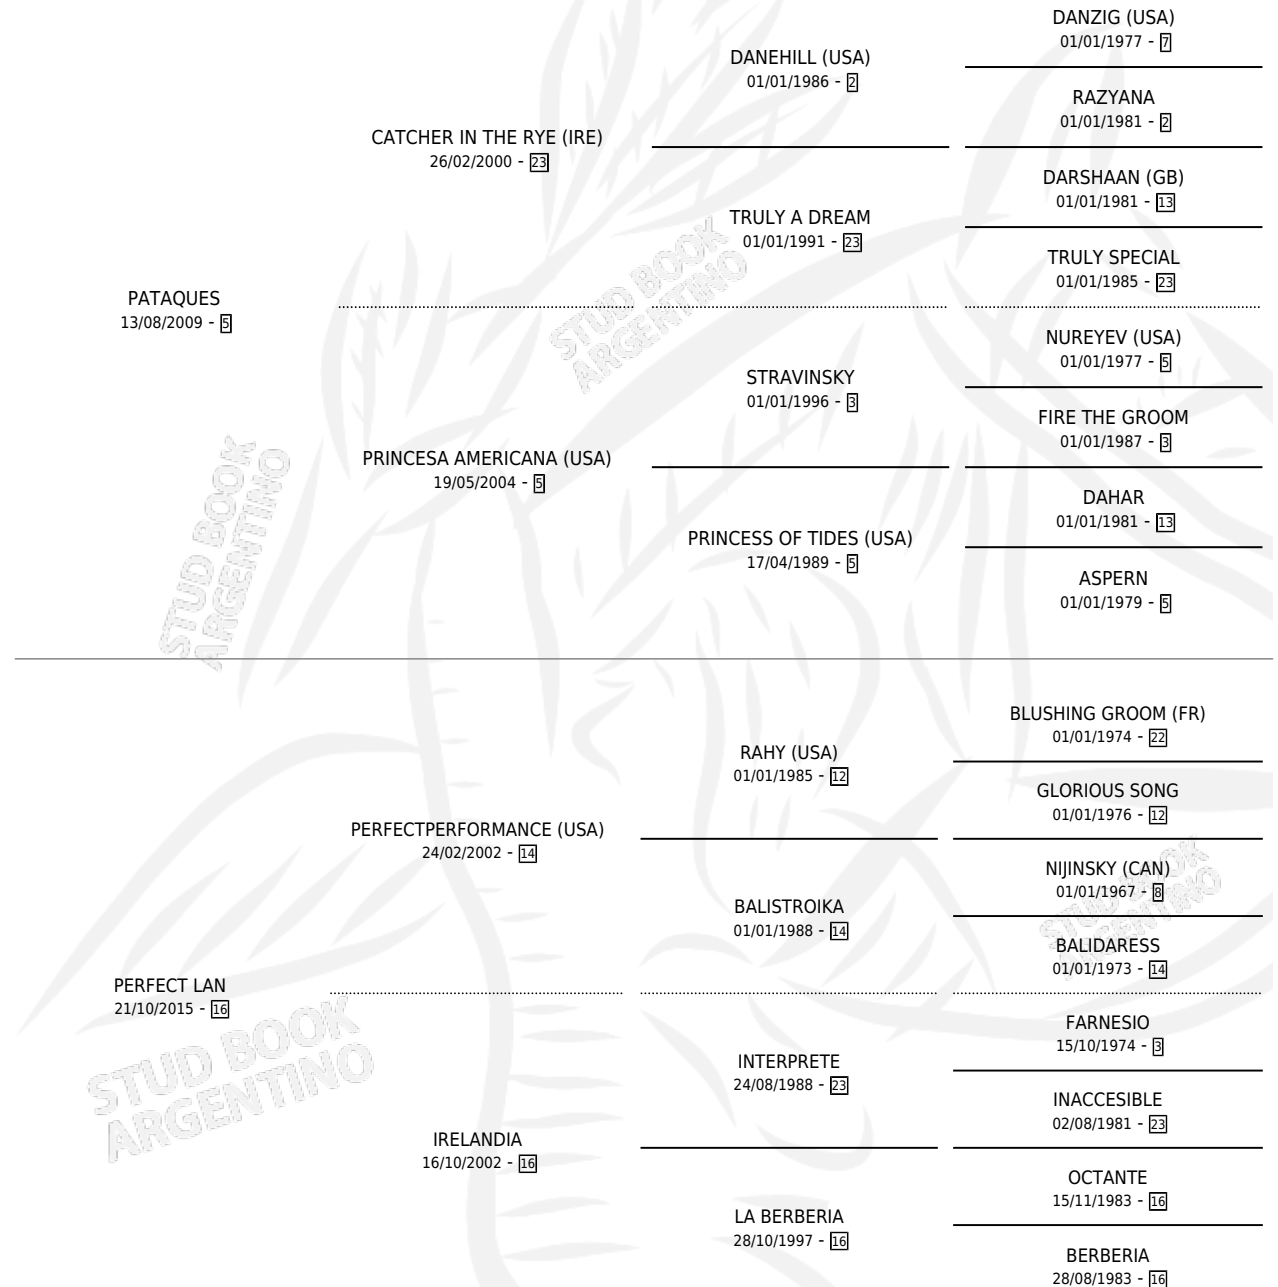 DANZIG (USA)
01/01/1977 - 7
DANEHILL (USA)
01/01/1986 - 2
RAZYANA
01/01/1981 - 2
CATCHER IN THE RYE (IRE)
26/02/2000 - 23
DARSHAAN (GB)
01/01/1981 - 13
TRULY A DREAM
01/01/1991 - 23
TRULY SPECIAL
01/01/1985 - 23
PATAQUES
13/08/2009 - 5
STUD BOOK
ARGENTINO
NUREYEV (USA)
01/01/1977 - 5
STRAVINSKY
01/01/1996 - 3
FIRE THE GROOM
01/01/1987 - 3
PRINCESA AMERICANA (USA)
19/05/2004 - 5
DAHAR
01/01/1981 - 13
PRINCESS OF TIDES (USA)
17/04/1989 - 5
ASPERN
01/01/1979 - 5
STUD BOOK
ARGENTINO
BLUSHING GROOM (FR)
01/01/1974 - 22
RAHY (USA)
01/01/1985 - 12
GLORIOUS SONG
01/01/1976 - 12
PERFECTPERFORMANCE (USA)
24/02/2002 - 14
NIJINSKY (CAN)
01/01/1967 - 8
BALISTROIKA
01/01/1988 - 14
BALIDARESS
01/01/1973 - 14
STUD BOOK
ARGENTINO
PERFECT LAN
21/10/2015 - 16
STUD BOOK
ARGENTINO
FARNESIO
15/10/1974 - 3
INTERPRETE
24/08/1988 - 23
INACCESIBLE
02/08/1981 - 23
IRELANDIA
16/10/2002 - 16
OCTANTE
15/11/1983 - 16
LA BERBERIA
28/10/1997 - 16
BERBERIA
28/08/1983 - 16